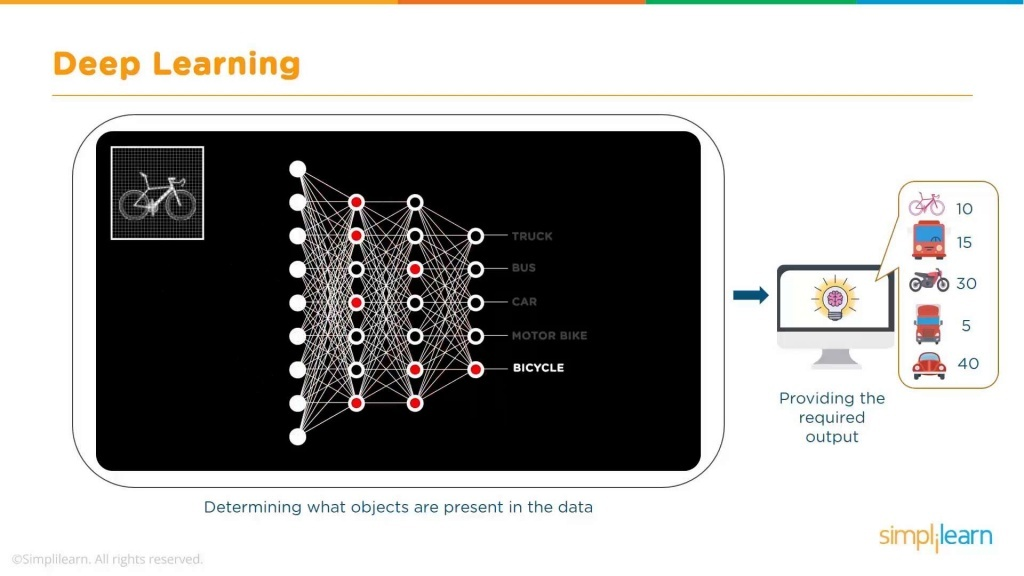 Deep Learning
TRUCK
BUS
CAR
MOTOR BIKE
BICYCLE
10
15
30
5
40
Providing the
required
output
Determining what objects are present in the data
simplilearn
©Simplilearn. All rights reserved.